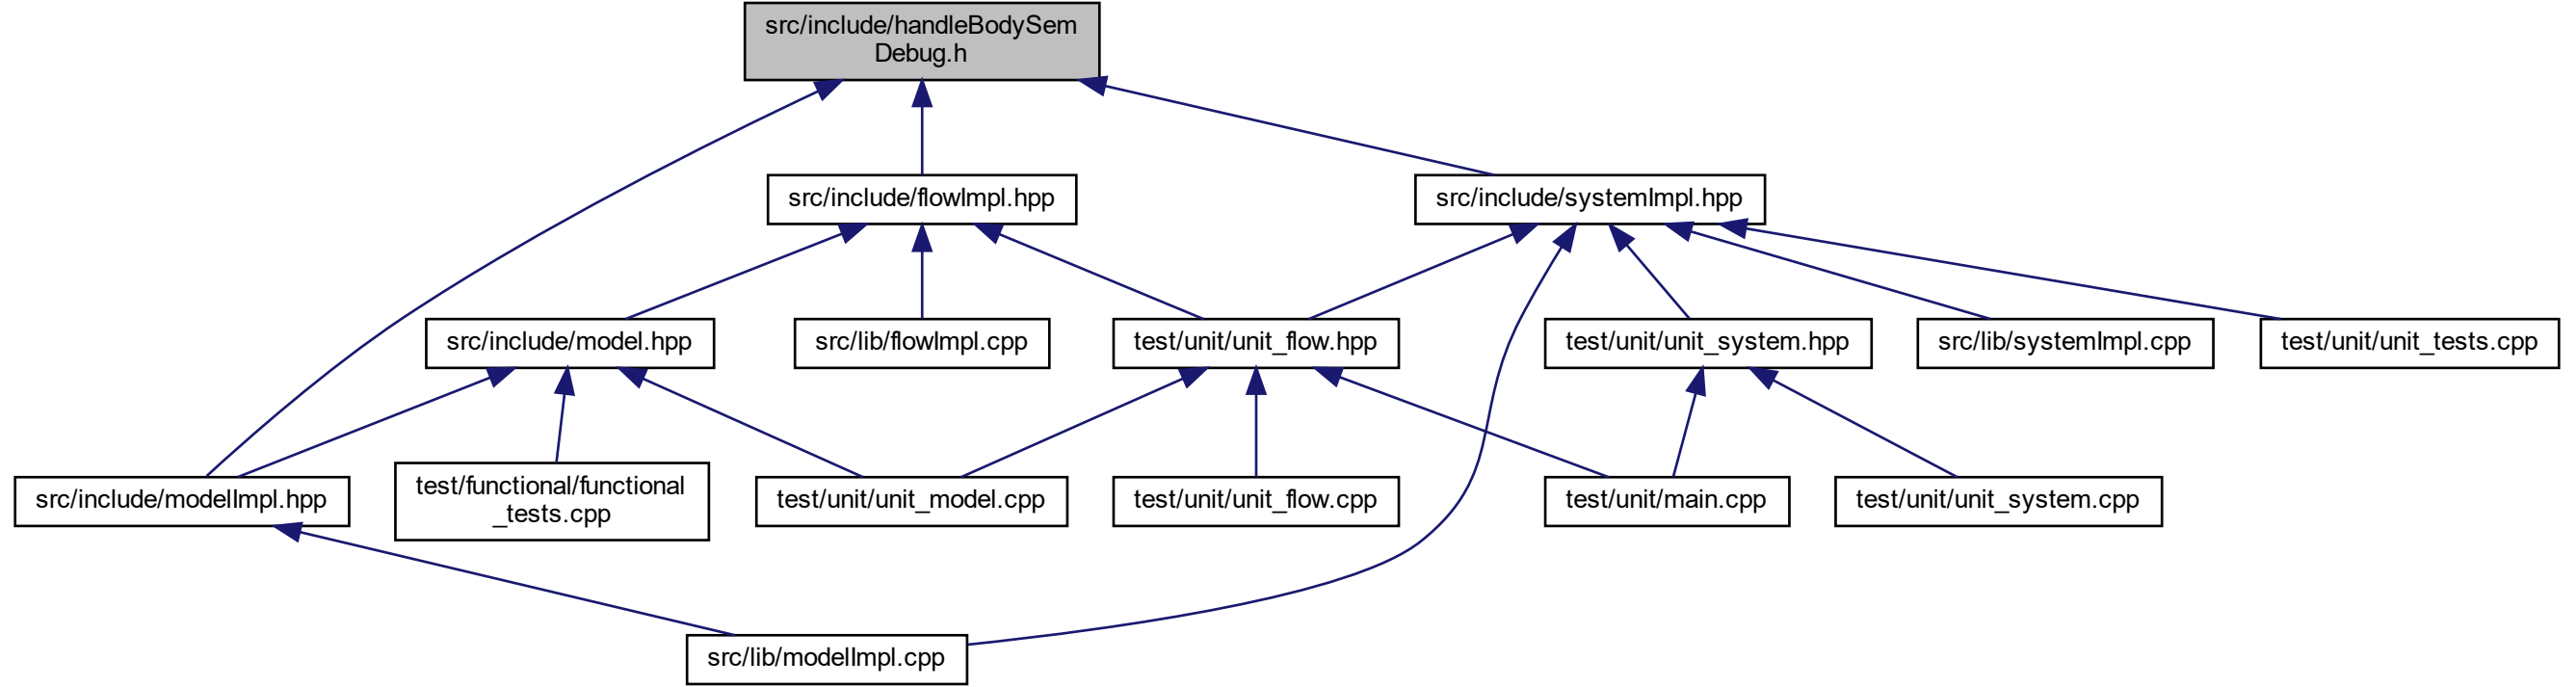 src/include/handleBodySem
Debug.h
src/include/flowImpl.hpp
src/include/systemImpl.hpp
src/include/model.hpp
src/lib/flowImpl.cpp
test/unit/unit_flow.hpp
test/unit/unit_system.hpp
src/lib/systemImpl.cpp
test/unit/unit_tests.cpp
src/include/modelImpl.hpp
test/functional/functional
_tests.cpp
test/unit/unit_model.cpp
test/unit/unit_flow.cpp
test/unit/main.cpp
test/unit/unit_system.cpp
src/lib/modelImpl.cpp